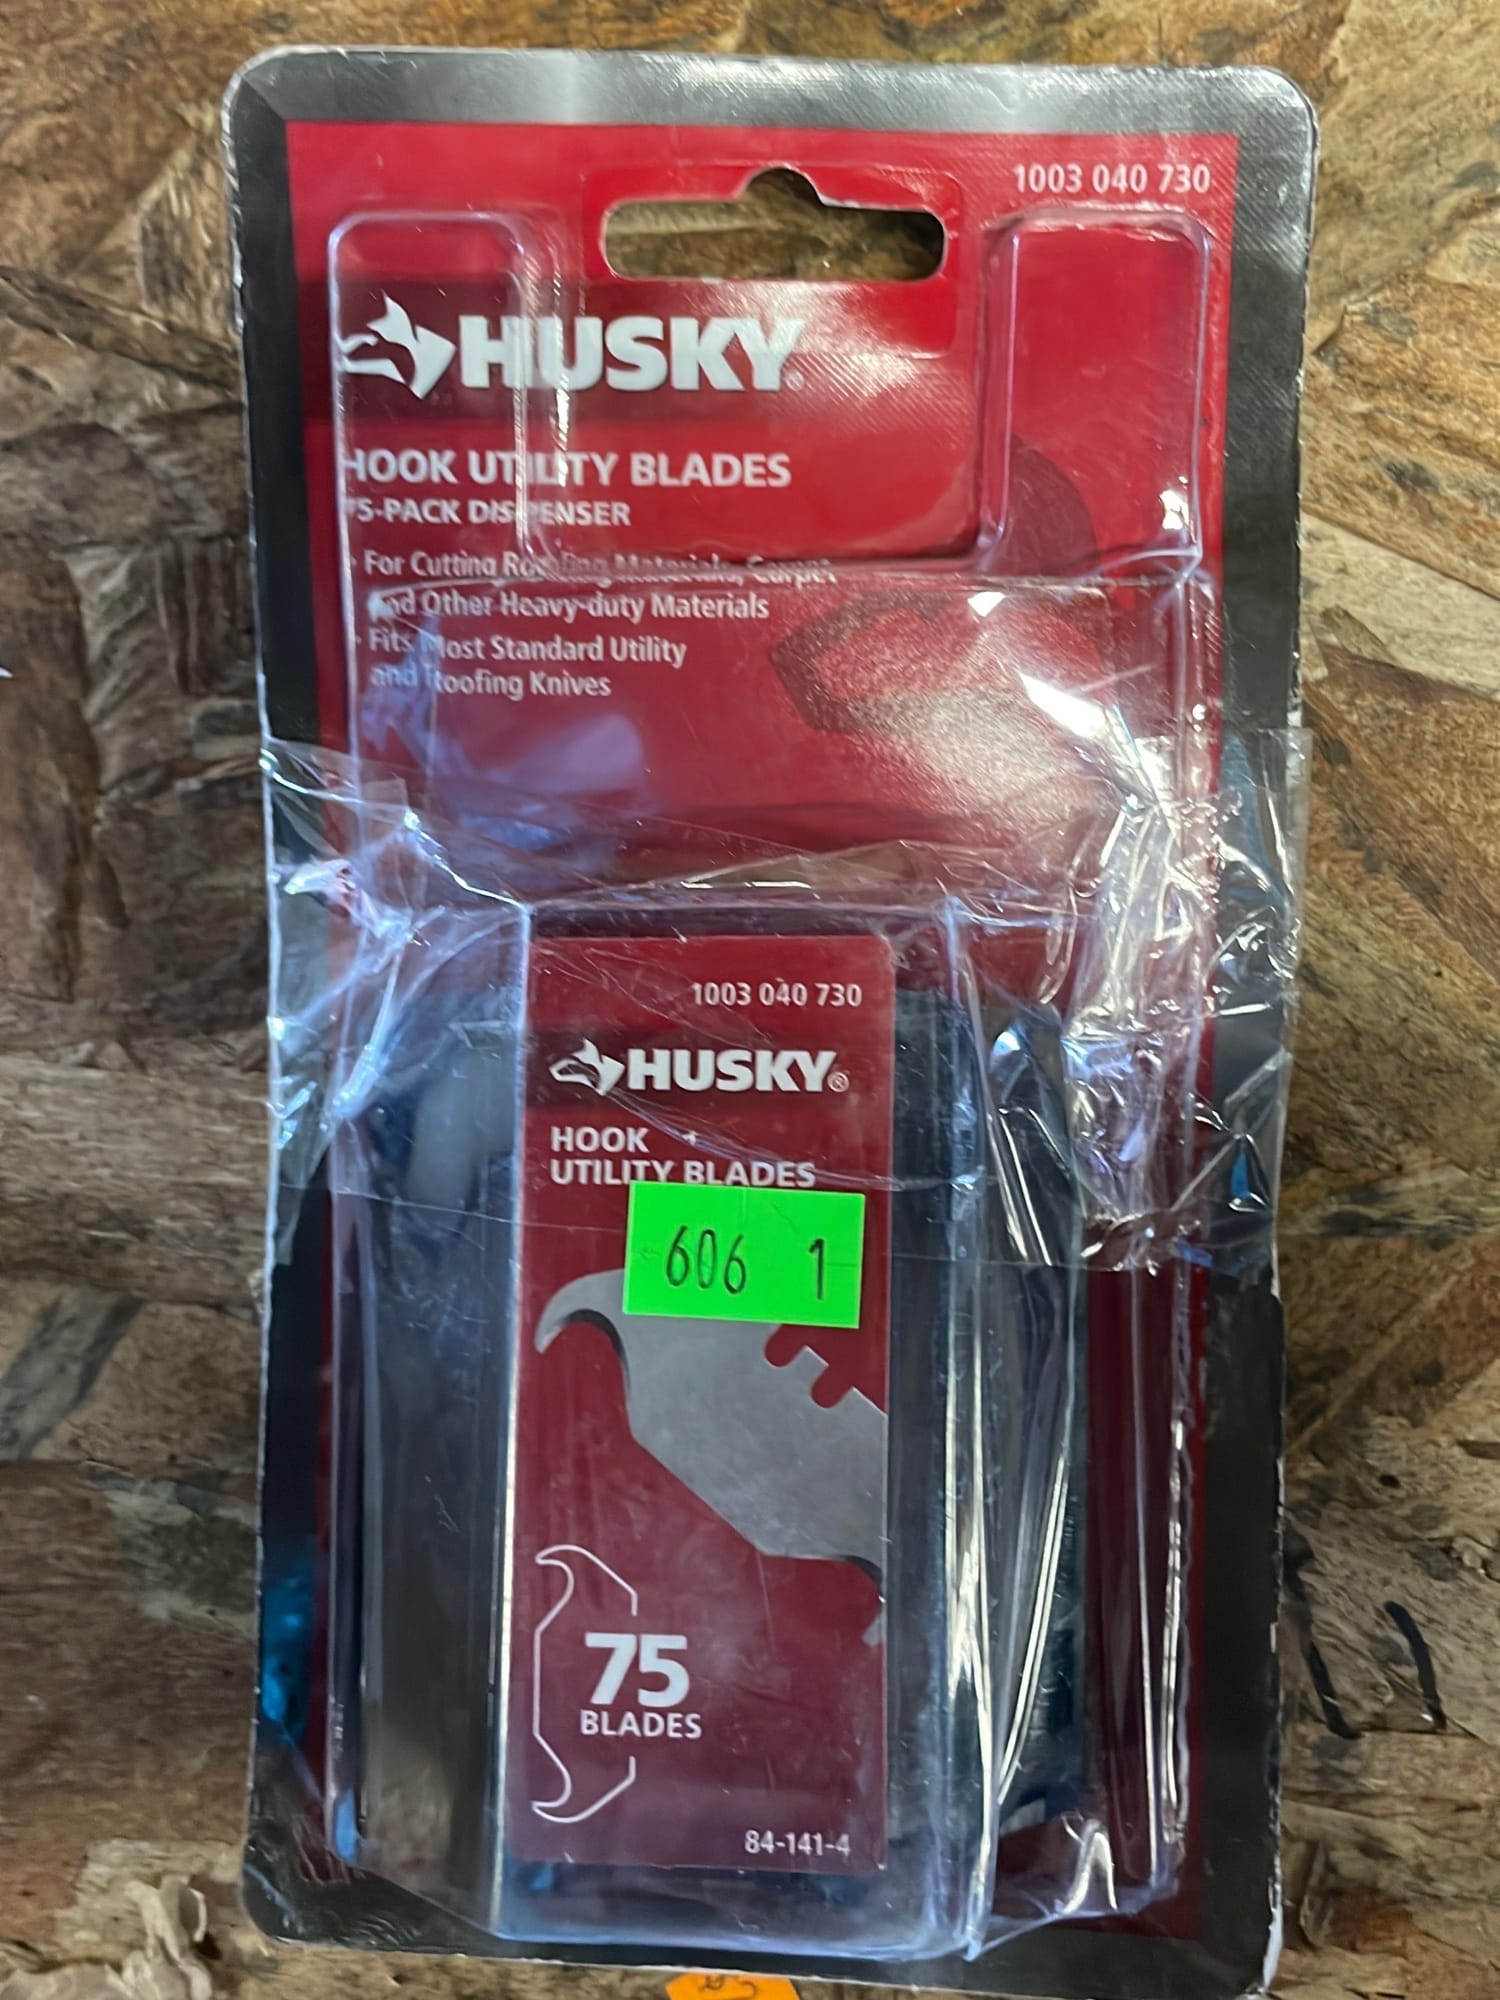 1003 040 730
HUSKY®
HOOK UTILITY BLADES
75-PACK DISPENSER
• For Cutting Roofing Materials, Carpet
and Other Heavy-duty Materials
• Fits Most Standard Utility
and Roofing Knives
1003 040 730
HUSKY®
HOOK
UTILITY BLADES
606 1
75
BLADES
84-141-4